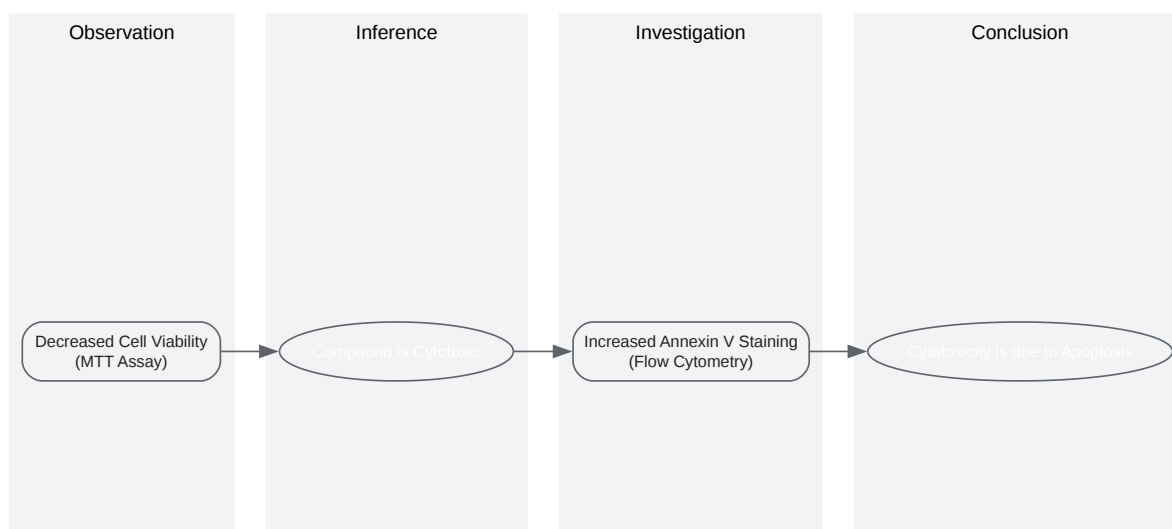 Observation
Inference
Investigation
Conclusion
Decreased Cell Viability
(MTT Assay)
Compound is Cytotoxic
Increased Annexin V Staining
(Flow Cytometry)
Cytotoxicity is due to Apoptosis